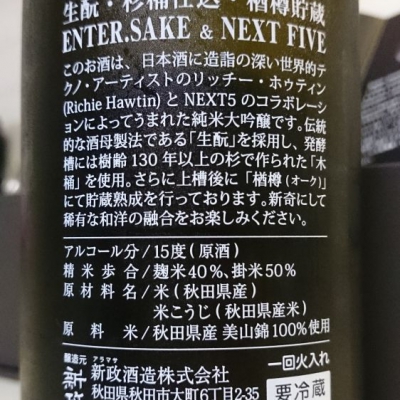 生酛・杉桶仕込・楢樽貯蔵
ENTER.SAKE & NEXT FIVE
このお酒は、日本酒に造詣の深い世界的テ
クノ・アーティストのリッチー・ホゥティン
(Richie Hawtin) と NEXT5 のコラボレーシ
ョンによってうまれた純米大吟醸です。伝統
的な酒母製法である「生酛」を採用し、発酵
槽には樹齢130年以上の杉で作られた「木
桶」を使用。さらに上槽後に「楢樽(オーク)」
にて貯蔵熟成を行っております。新奇にして
稀有な和洋の融合をお楽しみください。
アルコール分/15度(原酒)
精米歩合/麹米40%、掛米50%
原材料名/米(秋田県産)
米こうじ(秋田県産米)
原料米/秋田県産 美山錦100%使用
醸造元 アラマサ 新政酒造株式会社 一回火入れ
秋田県秋田市大町6丁目2-35 要冷蔵